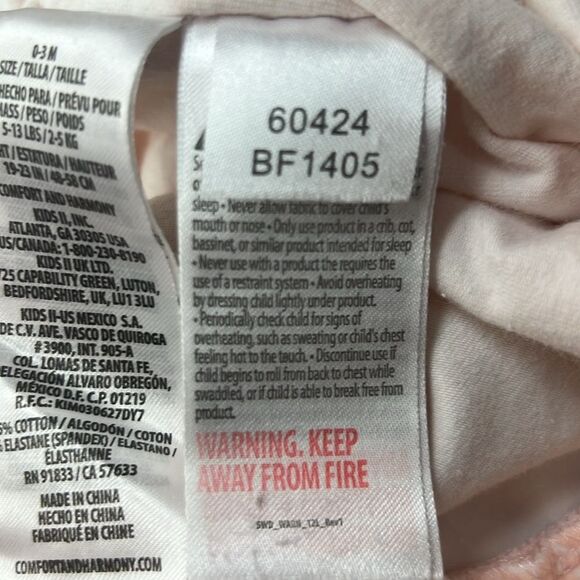 0-3 M
SIZE/TALLA/TAILLE
HECHO PARA/PRÉVU POUR
MASS/PESO/POIDS
5-13 LBS/2-5 KG
ESTATURA/HAUTEUR
19-23 IN/48-58 CM
COMFORT AND HARMONY
KIDS II, INC.
ATLANTA, GA 30305 USA
US/CANADA: 1-800-230-8190
KIDS II UK LTD.
725 CAPABILITY GREEN, LUTON,
BEDFORDSHIRE, UK, LU1 3LU
KIDS II-US MEXICO S.A.
DE C.V. AVE. VASCO DE QUIROGA
#3900, INT. 905-A
COL. LOMAS DE SANTA FE,
DELEGACIÓN ALVARO OBREGÓN,
MÉXICO D.F. C.P. 01219
R.F.C.: KIM030627DY7
5% COTTON/ALGODÓN/COTON
% ELASTANE (SPANDEX)/ELASTANO/
ÉLASTHANNE
RN 91833/CA 57633
MADE IN CHINA
HECHO EN CHINA
FABRIQUÉ EN CHINE
COMFORTANDHARMONY.COM
60424
BF1405
sleep • Never allow fabric to cover child's
mouth or nose • Only use product in a crib, cot,
bassinet, or similar product intended for sleep
• Never use with a product the requires the
use of a restraint system • Avoid overheating
by dressing child lightly under product.
• Periodically check child for signs of
overheating, such as sweating or child's chest
feeling hot to the touch. • Discontinue use if
child begins to roll from back to chest while
swaddled, or if child is able to break free from
product.
WARNING. KEEP
AWAY FROM FIRE
SWD_WARN_12L_Rev1